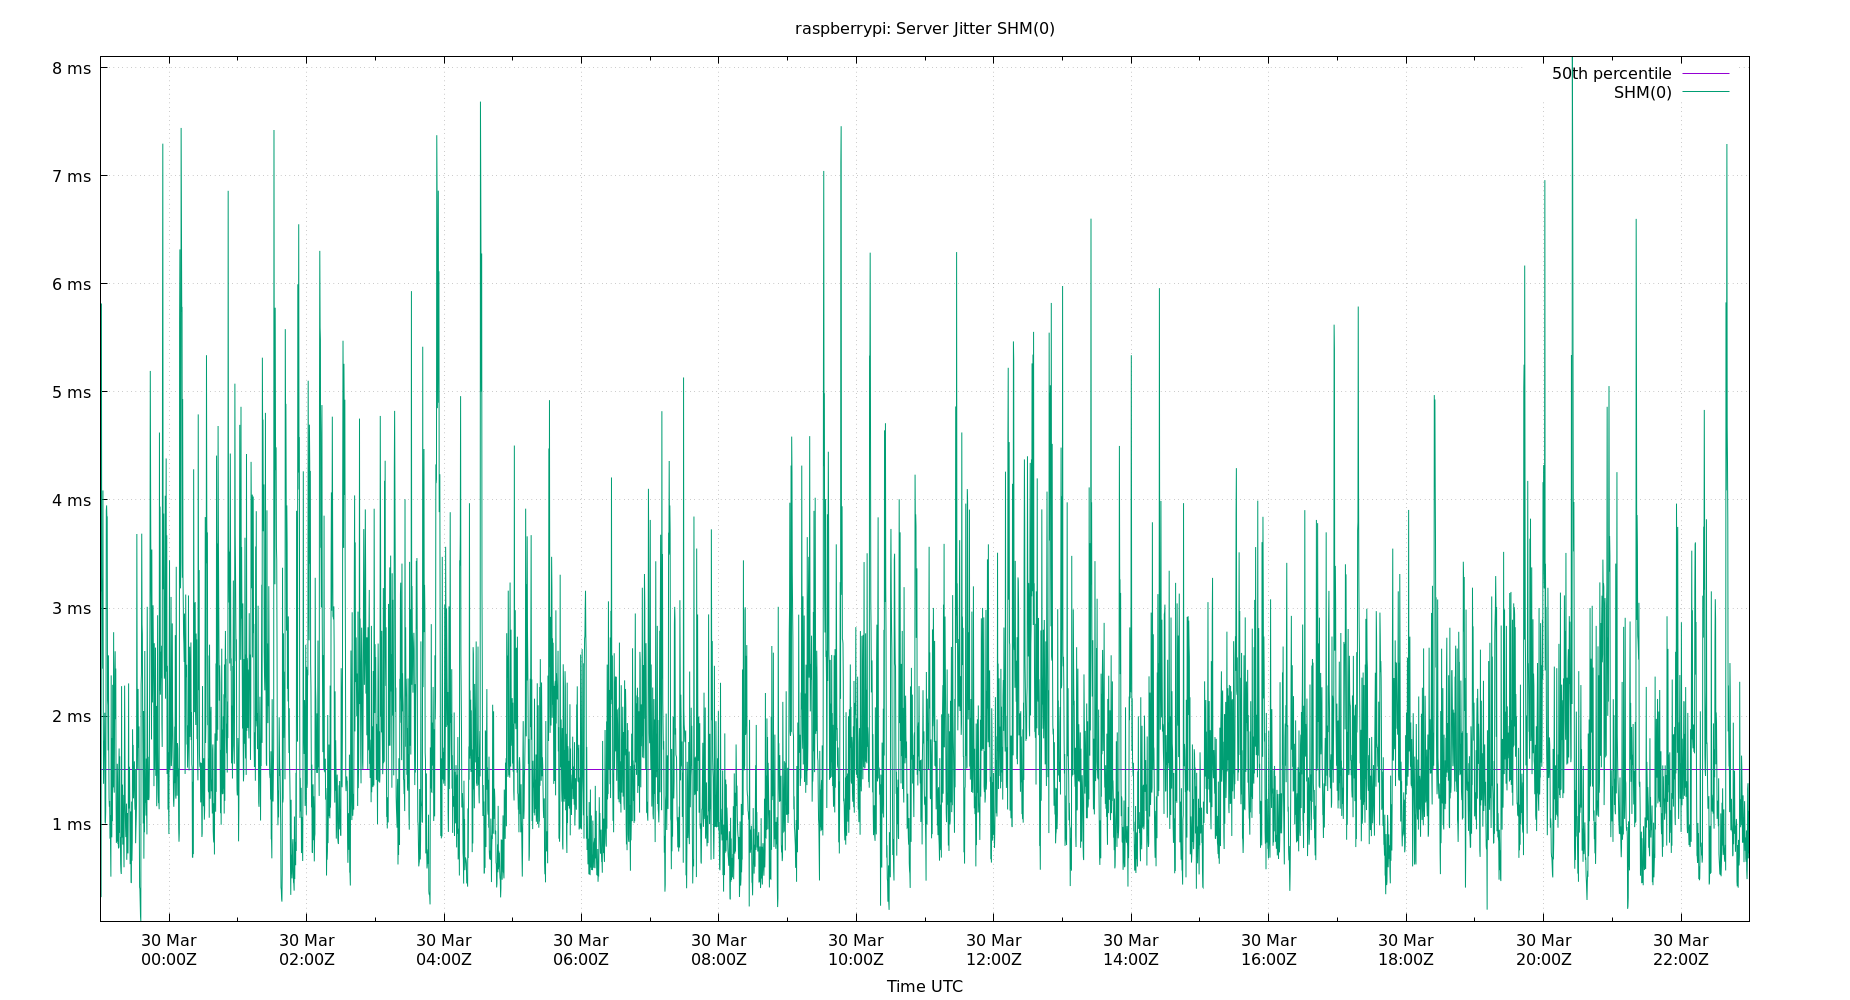 raspberrypi: Server Jitter SHM(0)
50th percentile
SHM(0)
8 ms
7 ms
6 ms
5 ms
4 ms
3 ms
2 ms
1 ms
30 Mar 30 Mar 30 Mar 30 Mar 30 Mar 30 Mar 30 Mar 30 Mar 30 Mar 30 Mar 30 Mar 30 Mar
00:00Z 02:00Z 04:00Z 06:00Z 08:00Z 10:00Z 12:00Z 14:00Z 16:00Z 18:00Z 20:00Z 22:00Z
Time UTC